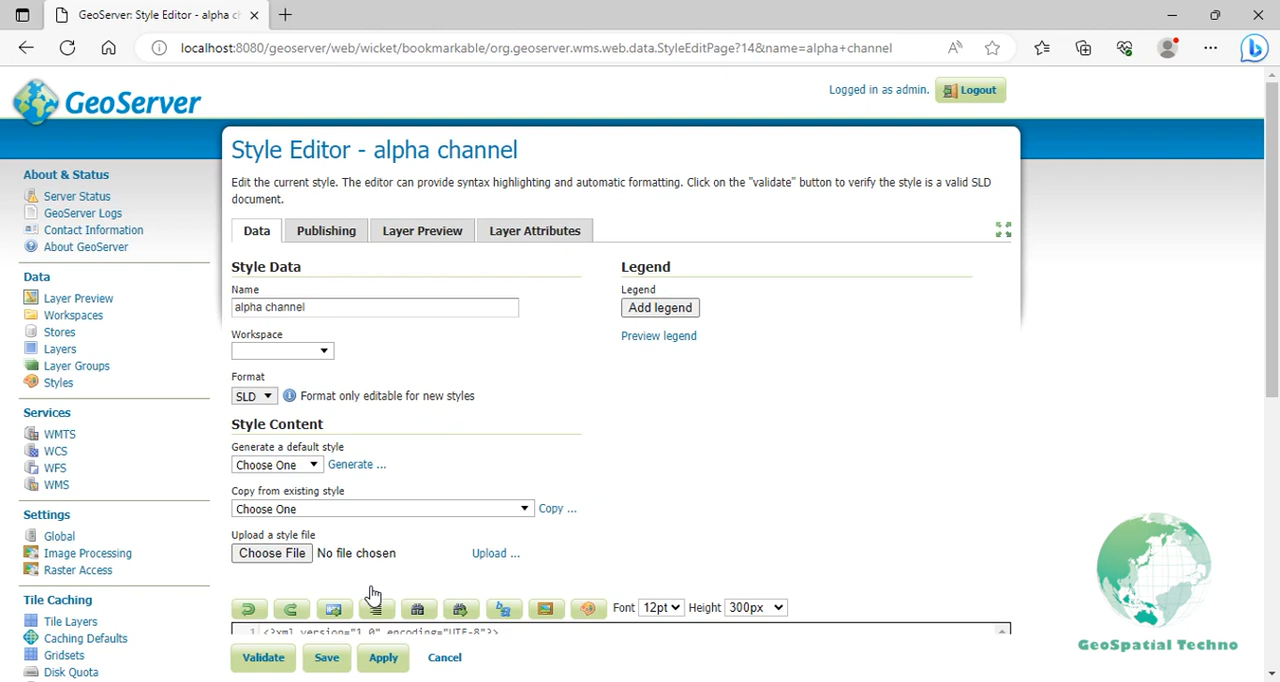 GeoServer: Style Editor - alpha ch
localhost:8080/geoserver/web/wicket/bookmarkable/org.geoserver.wms.web.data.StyleEditPage?14&name=alpha+channel
GeoServer
Logged in as admin.
Logout
About & Status
Server Status
GeoServer Logs
Contact Information
About GeoServer
Data
Layer Preview
Workspaces
Stores
Layers
Layer Groups
Styles
Services
WMTS
WCS
WFS
WMS
Settings
Global
Image Processing
Raster Access
Tile Caching
Tile Layers
Caching Defaults
Gridsets
Disk Quota
Style Editor - alpha channel
Edit the current style. The editor can provide syntax highlighting and automatic formatting. Click on the "validate" button to verify the style is a valid SLD
document.
Data Publishing Layer Preview Layer Attributes
Style Data
Name
alpha channel
Workspace
Format
SLD Format only editable for new styles
Style Content
Generate a default style
Choose One Generate ...
Copy from existing style
Choose One Copy ...
Upload a style file
Choose File No file chosen Upload ...
Legend
Legend
Add legend
Preview legend
Font 12pt Height 300px
1 <?xml version="1.0" encoding="UTF-8"?>
Validate Save Apply Cancel
GeoSpatial Techno